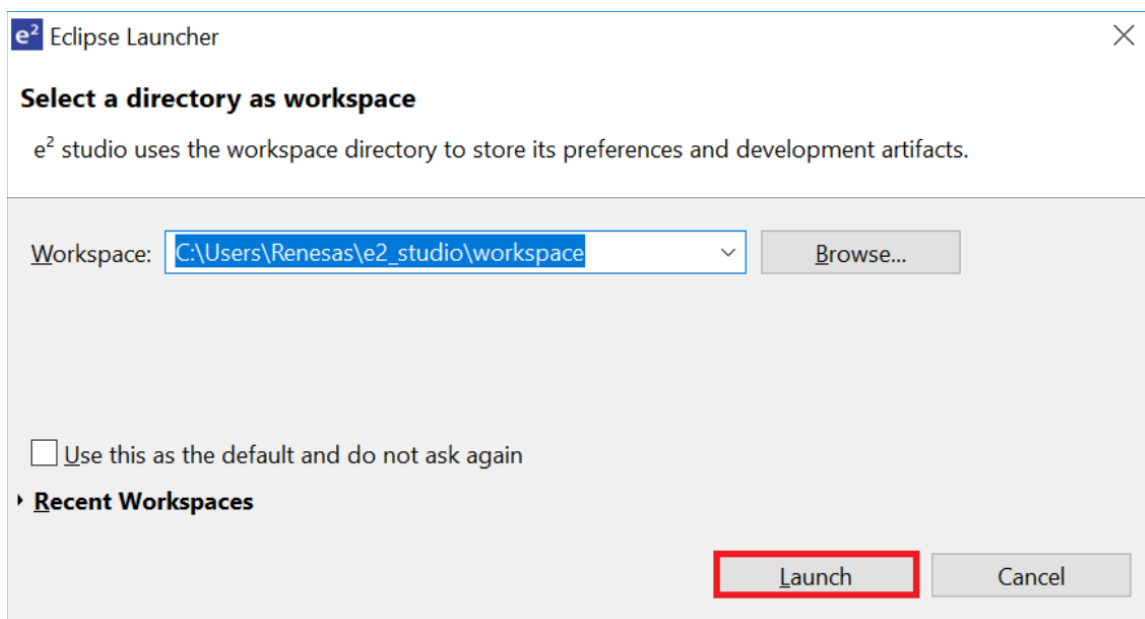 e² Eclipse Launcher
Select a directory as workspace
e² studio uses the workspace directory to store its preferences and development artifacts.
Workspace: C:\Users\Renesas\e2_studio\workspace Browse...
Use this as the default and do not ask again
Recent Workspaces
Launch Cancel